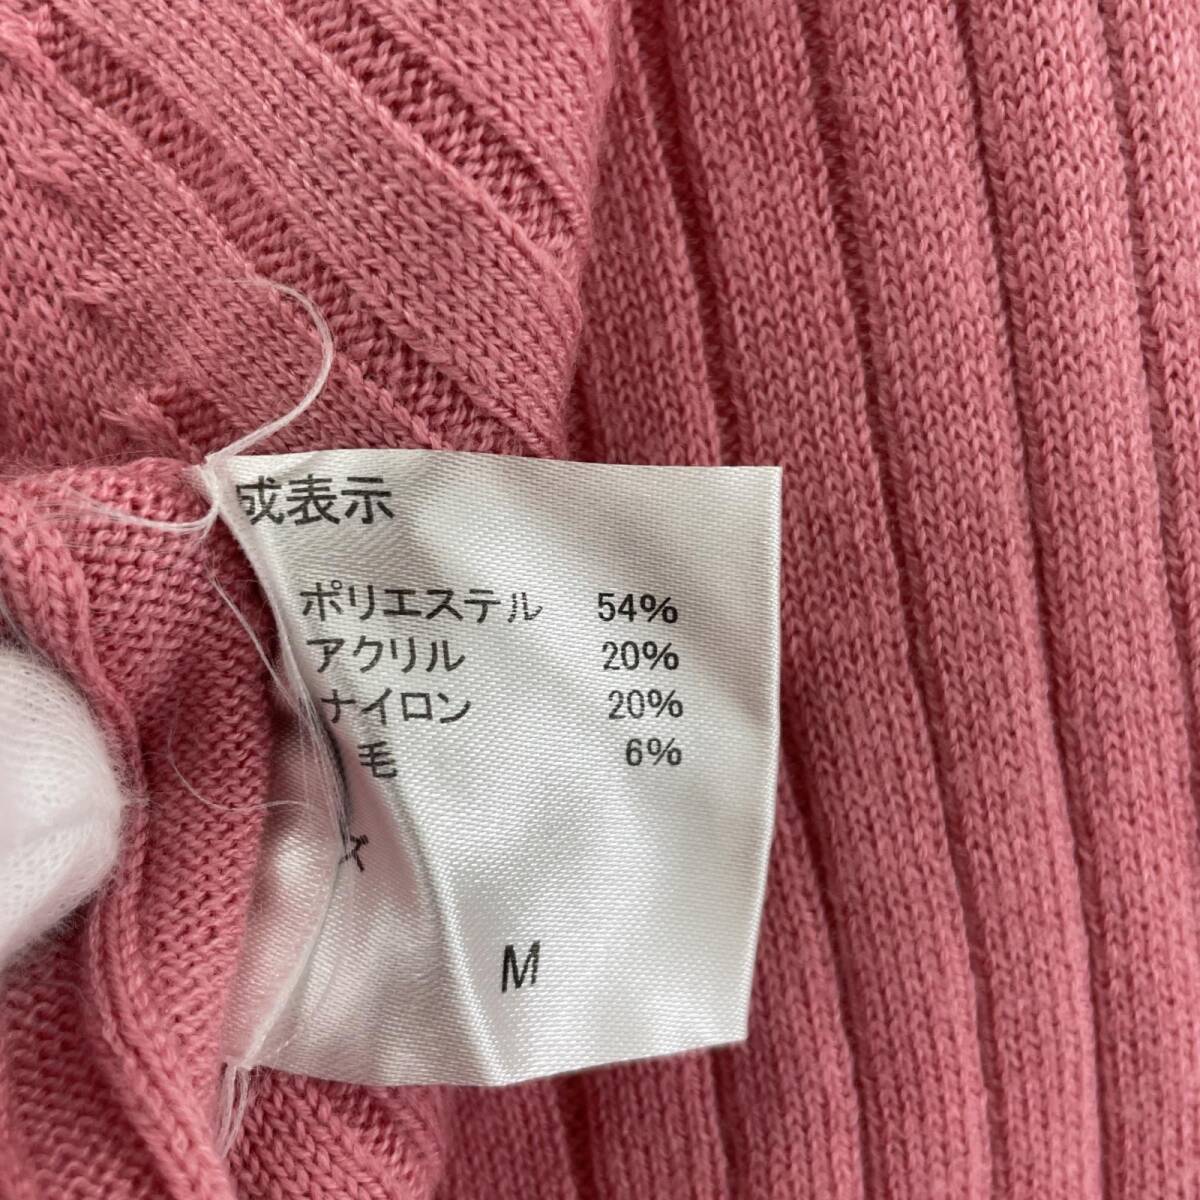 成表示
ポリエステル 54%
アクリル 20%
ナイロン 20%
毛 6%
ズ
M